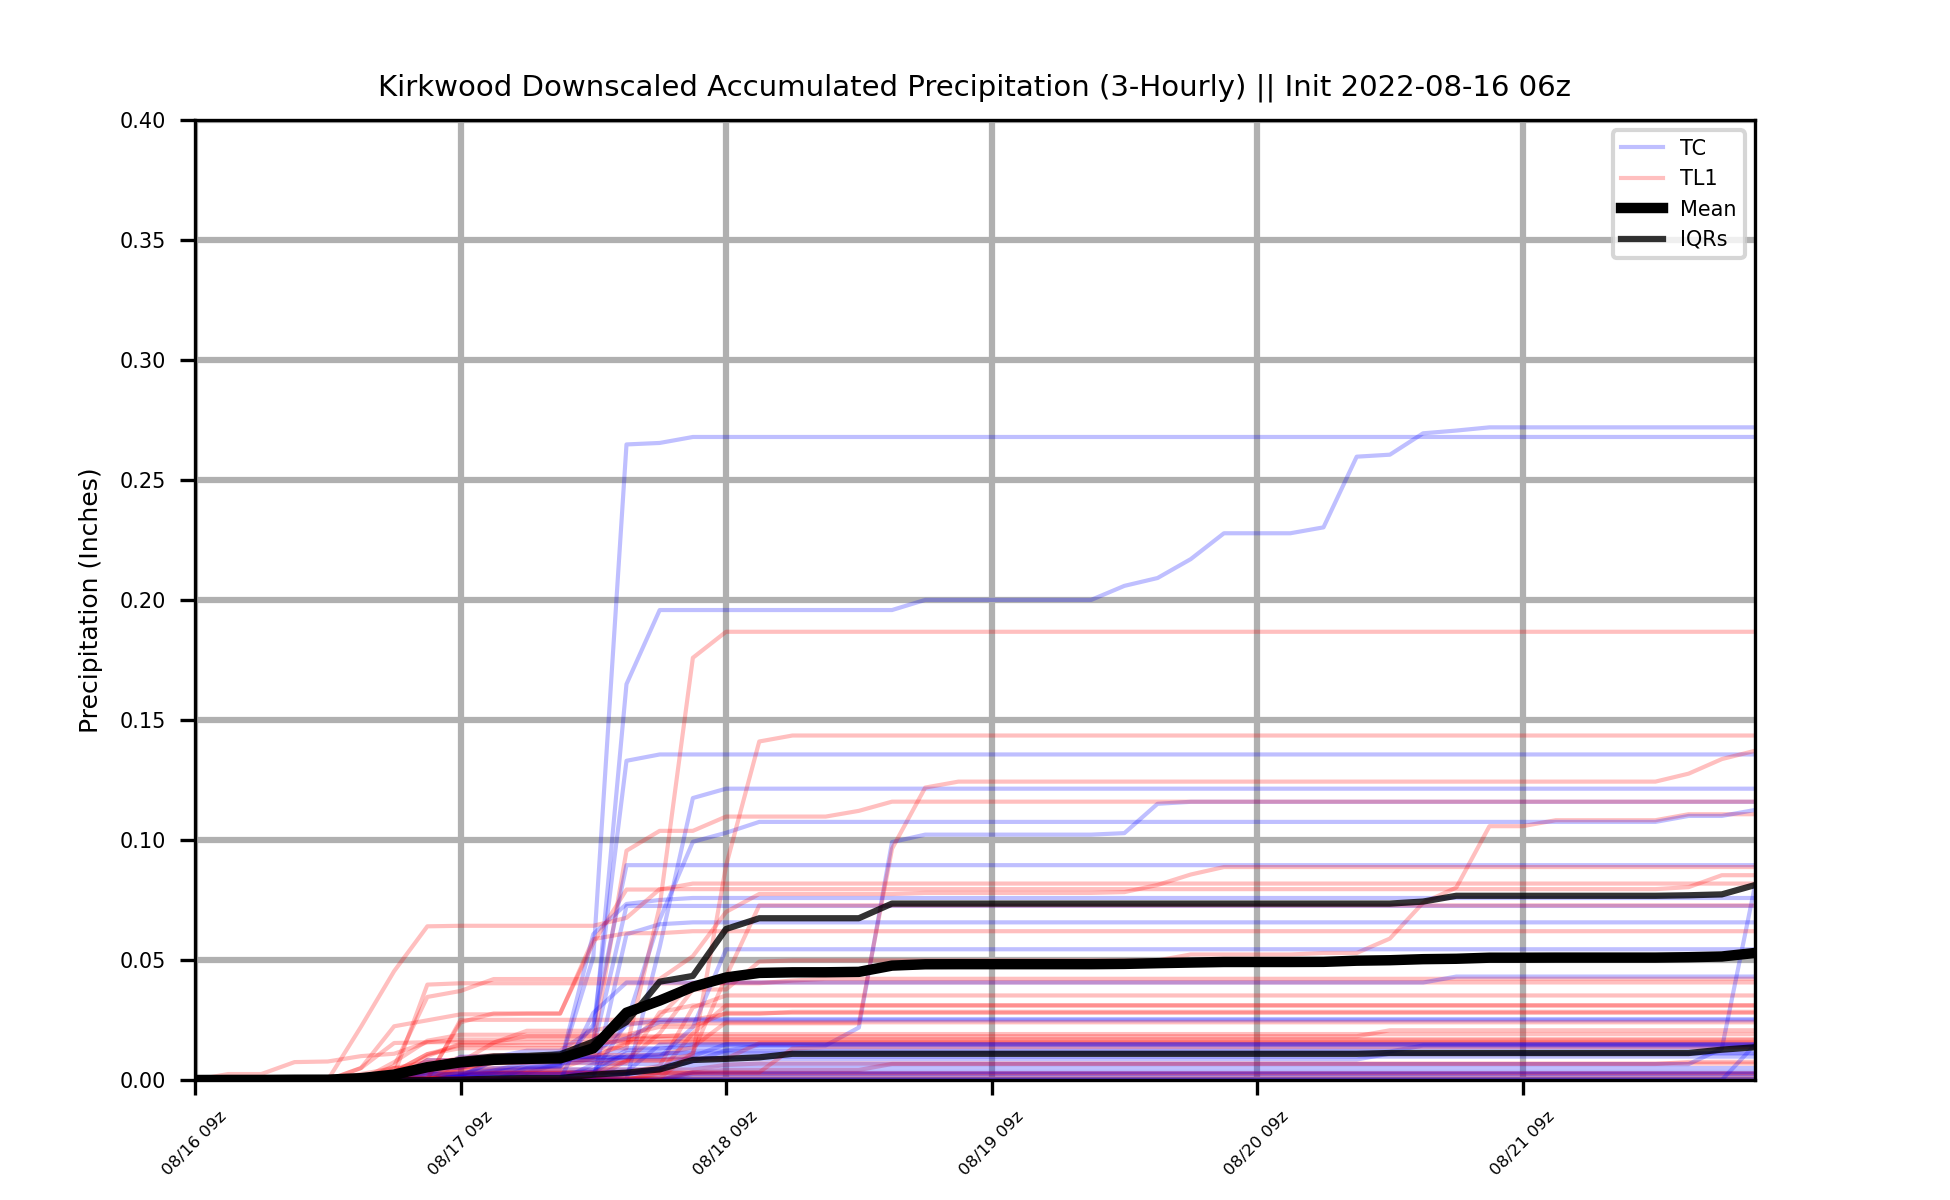 Kirkwood Downscaled Accumulated Precipitation (3-Hourly) || Init 2022-08-16 06z
TC
TL1
Mean
IQRs
Precipitation (Inches)
0.40
0.35
0.30
0.25
0.20
0.15
0.10
0.05
0.00
08/16 09z
08/17 09z
08/18 09z
08/19 09z
08/20 09z
08/21 09z